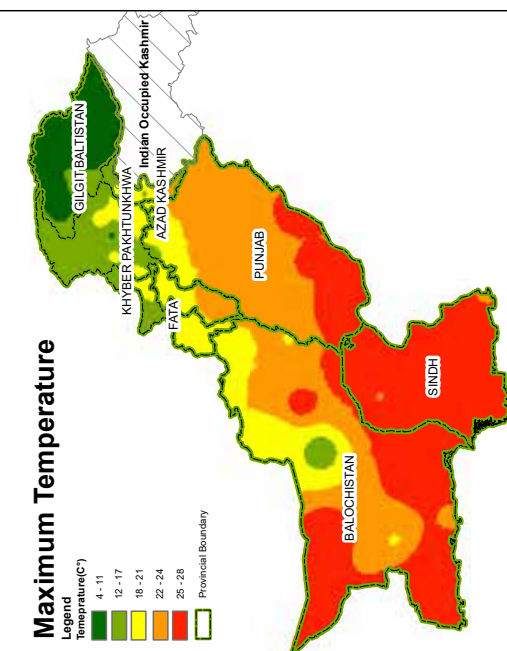 Maximum Temperature
Legend
Temeprature(C°)
4 - 11
12 - 17
18 - 21
22 - 24
25 - 28
Provincial Boundary
GILGIT BALTISTAN
Indian Occupied Kashmir
KHYBER PAKHTUNKHWA
AZAD KASHMIR
FATA
PUNJAB
BALOCHISTAN
SINDH